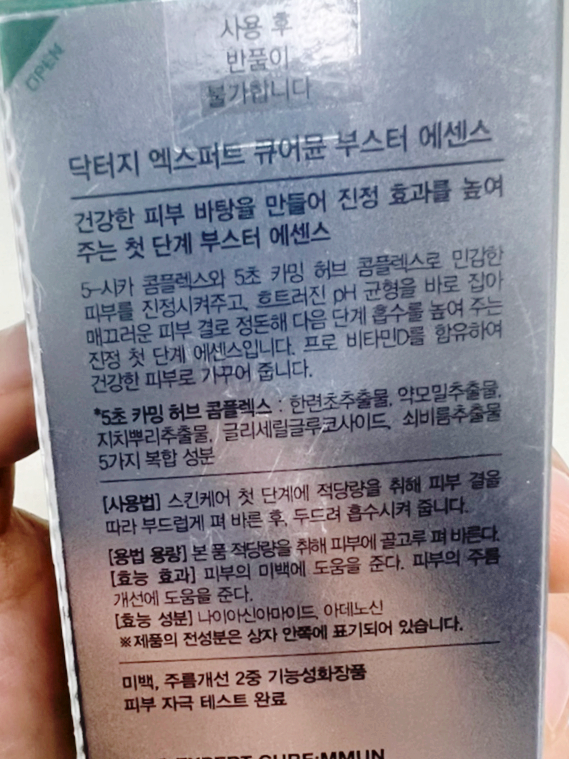 OPEN
사용 후
반품이
불가합니다
닥터지 엑스퍼트 큐어뮨 부스터 에센스
건강한 피부 바탕을 만들어 진정 효과를 높여
주는 첫 단계 부스터 에센스
5-시카 콤플렉스와 5초 카밍 허브 콤플렉스로 민감한
피부를 진정시켜주고, 흐트러진 pH 균형을 바로 잡아
매끄러운 피부 결로 정돈해 다음 단계 흡수를 높여 주는
진정 첫 단계 에센스입니다. 프로 비타민D를 함유하여
건강한 피부로 가꾸어 줍니다.
*5초 카밍 허브 콤플렉스 : 한련초추출물, 약모밀추출물,
지치뿌리추출물, 글리세릴글루코사이드, 쇠비름추출물
5가지 복합 성분
[사용법] 스킨케어 첫 단계에 적당량을 취해 피부 결을
따라 부드럽게 펴 바른 후, 두드려 흡수시켜 줍니다.
[용법 용량] 본 품 적당량을 취해 피부에 골고루 펴 바른다.
[효능 효과] 피부의 미백에 도움을 준다. 피부의 주름
개선에 도움을 준다.
[효능 성분] 나이아신아마이드, 아데노신
※제품의 전성분은 상자 안쪽에 표기되어 있습니다.
미백, 주름개선 2중 기능성화장품
피부 자극 테스트 완료
EXPERT CURE:MMUN